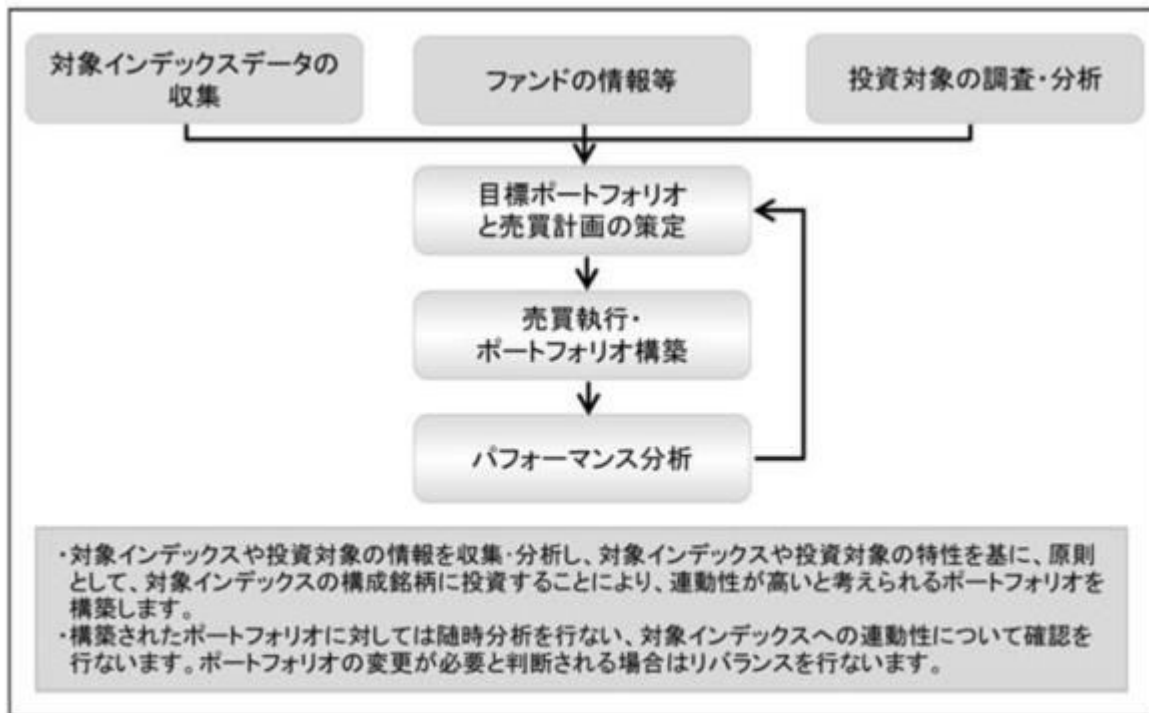 対象インデックスデータの
収集
ファンドの情報等
投資対象の調査・分析
目標ポートフォリオ
と売買計画の策定
売買執行・
ポートフォリオ構築
パフォーマンス分析
・対象インデックスや投資対象の情報を収集・分析し、対象インデックスや投資対象の特性を基に、原則
として、対象インデックスの構成銘柄に投資することにより、連動性が高いと考えられるポートフォリオを
構築します。
・構築されたポートフォリオに対しては随時分析を行ない、対象インデックスへの連動性について確認を
行ないます。ポートフォリオの変更が必要と判断される場合はリバランスを行ないます。